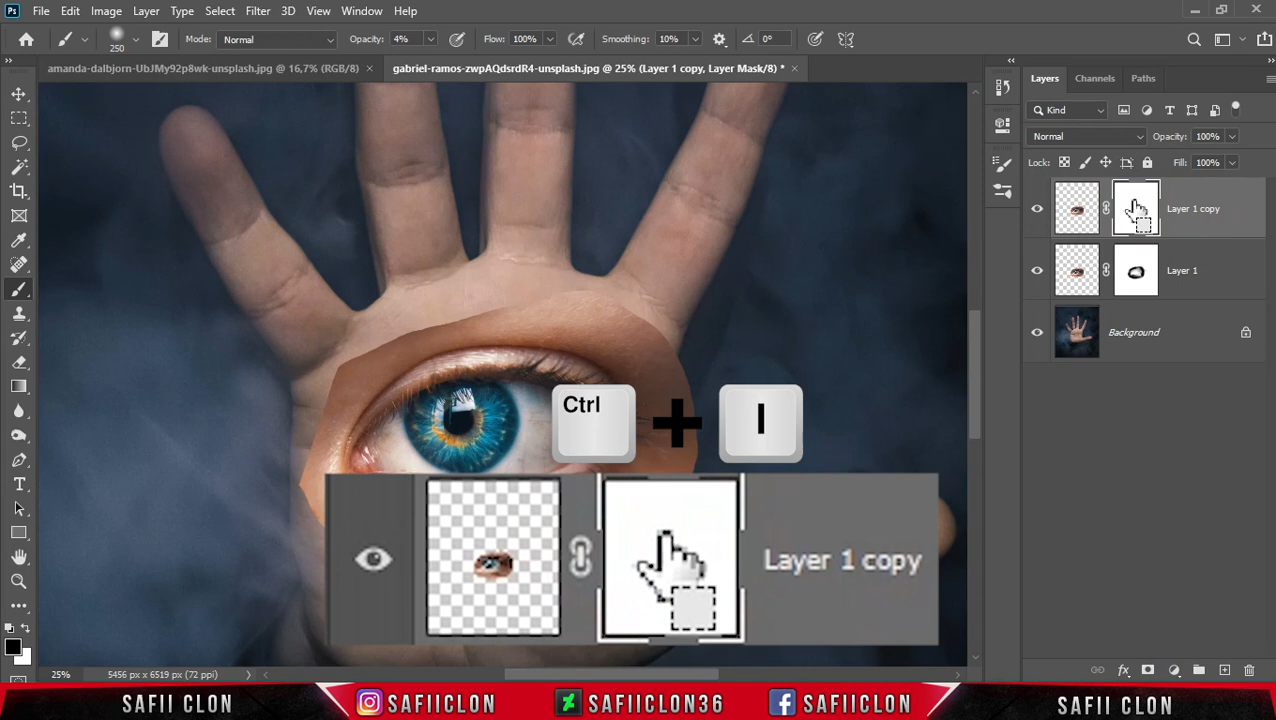 Ps File Edit Image Layer Type Select Filter 3D View Window Help
250 Mode: Normal Opacity: 4% Flow: 100% Smoothing: 10% 0°
amanda-dalbjorn-UbJMy92p8wk-unsplash.jpg @ 16,7% (RGB/8) × gabriel-ramos-zwpAQdsrdR4-unsplash.jpg @ 25% (Layer 1 copy, Layer Mask/8) * ×
Layers Channels Paths
Kind
Normal Opacity: 100%
Lock: Fill: 100%
Layer 1 copy
Layer 1
Background
Ctrl + I
Layer 1 copy
25% 5456 px x 6519 px (72 ppi)
SAFII CLON SAFIICLON SAFIICLON36 SAFIICLON SAFII CLON